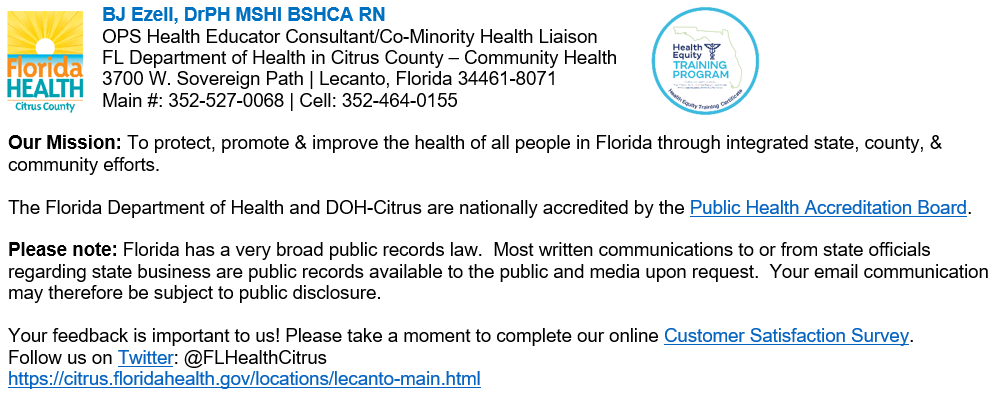 Florida
HEALTH
Citrus County
BJ Ezell, DrPH MSHI BSHCA RN
OPS Health Educator Consultant/Co-Minority Health Liaison
FL Department of Health in Citrus County – Community Health
3700 W. Sovereign Path | Lecanto, Florida 34461-8071
Main #: 352-527-0068 | Cell: 352-464-0155
Health
Equity
TRAINING
PROGRAM
Health Equity Training Certificate
Our Mission: To protect, promote & improve the health of all people in Florida through integrated state, county, &
community efforts.
The Florida Department of Health and DOH-Citrus are nationally accredited by the Public Health Accreditation Board.
Please note: Florida has a very broad public records law.  Most written communications to or from state officials
regarding state business are public records available to the public and media upon request.  Your email communication
may therefore be subject to public disclosure.
Your feedback is important to us! Please take a moment to complete our online Customer Satisfaction Survey.
Follow us on Twitter: @FLHealthCitrus
https://citrus.floridahealth.gov/locations/lecanto-main.html